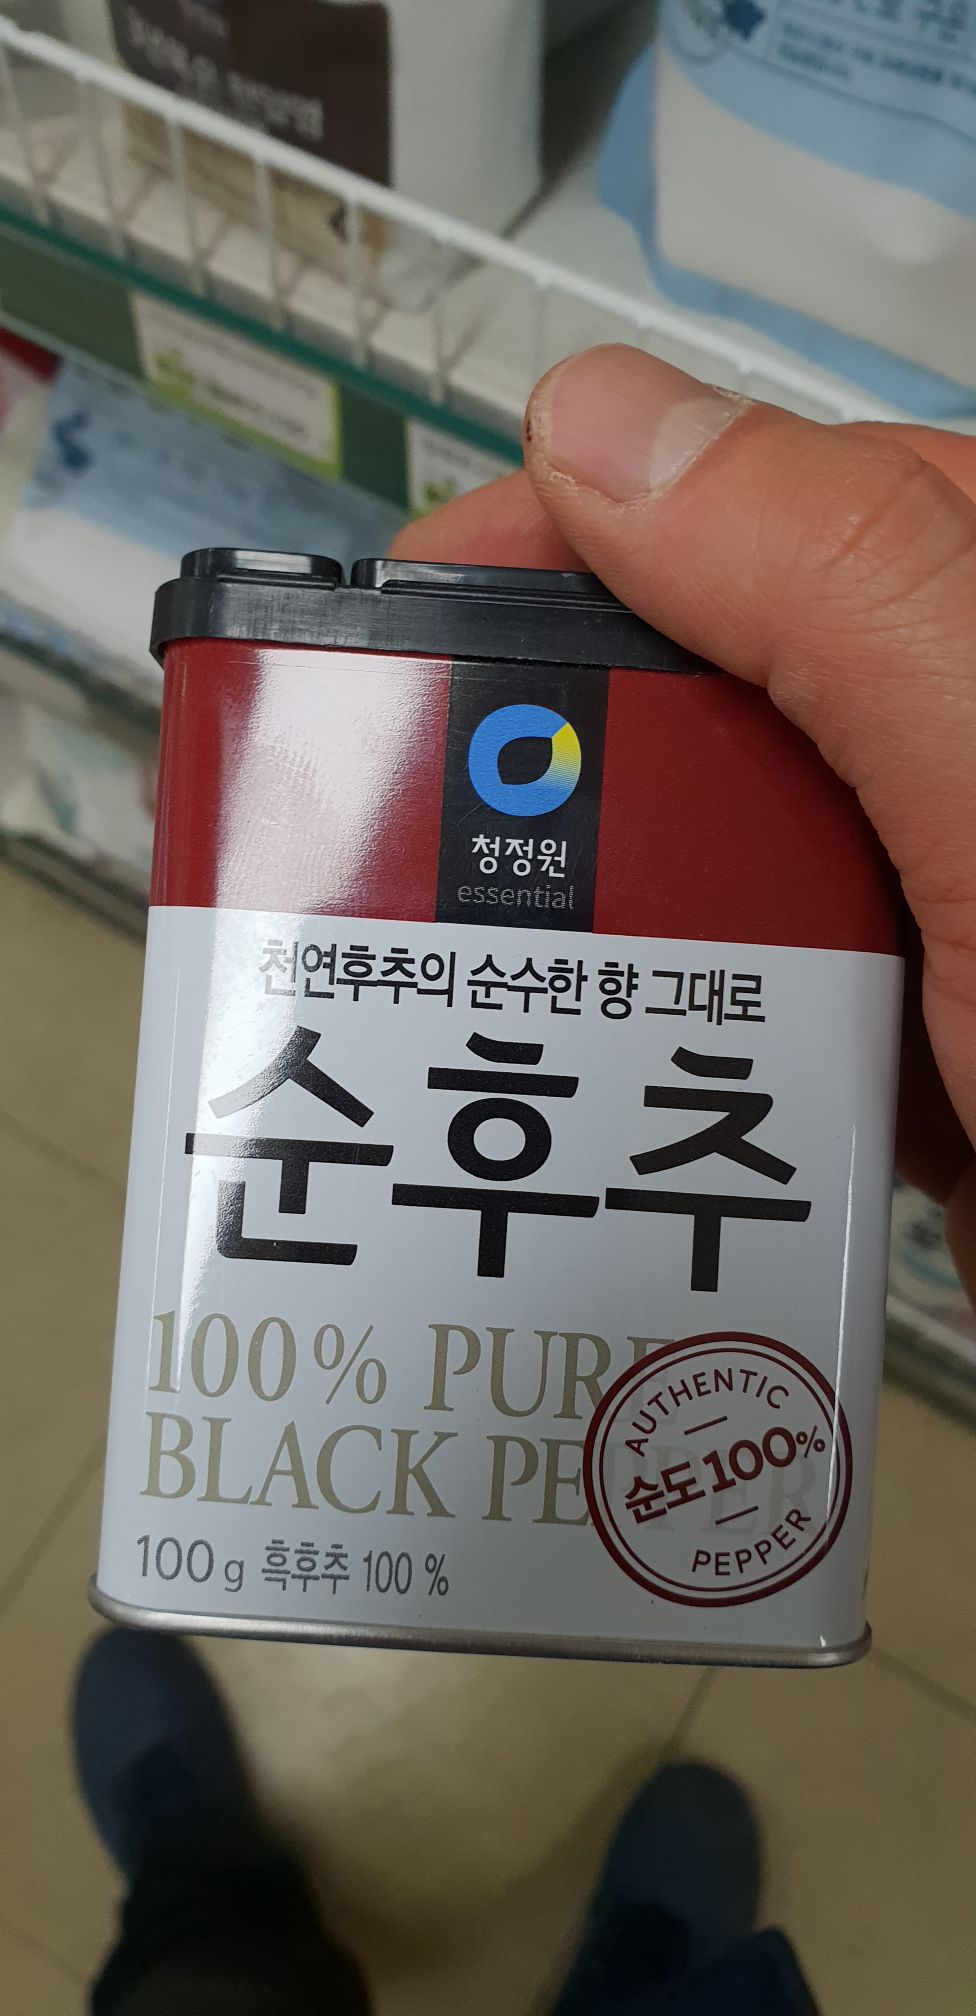 청정원
essential
천연후추의 순수한 향 그대로
순후추
100% PURE
BLACK PEPPER
AUTHENTIC
순도100%
PEPPER
100g 흑후추 100 %